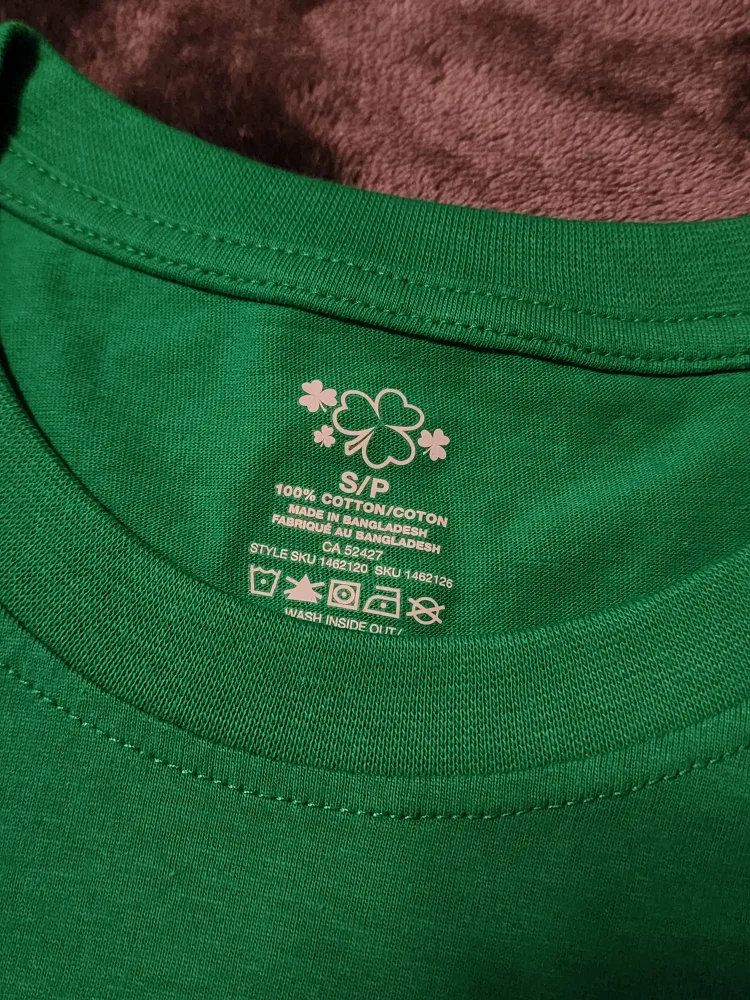 S/P
100% COTTON/COTON
MADE IN BANGLADESH
FABRIQUÉ AU BANGLADESH
CA 52427
STYLE SKU 1462120 SKU 1462126
WASH INSIDE OUT/